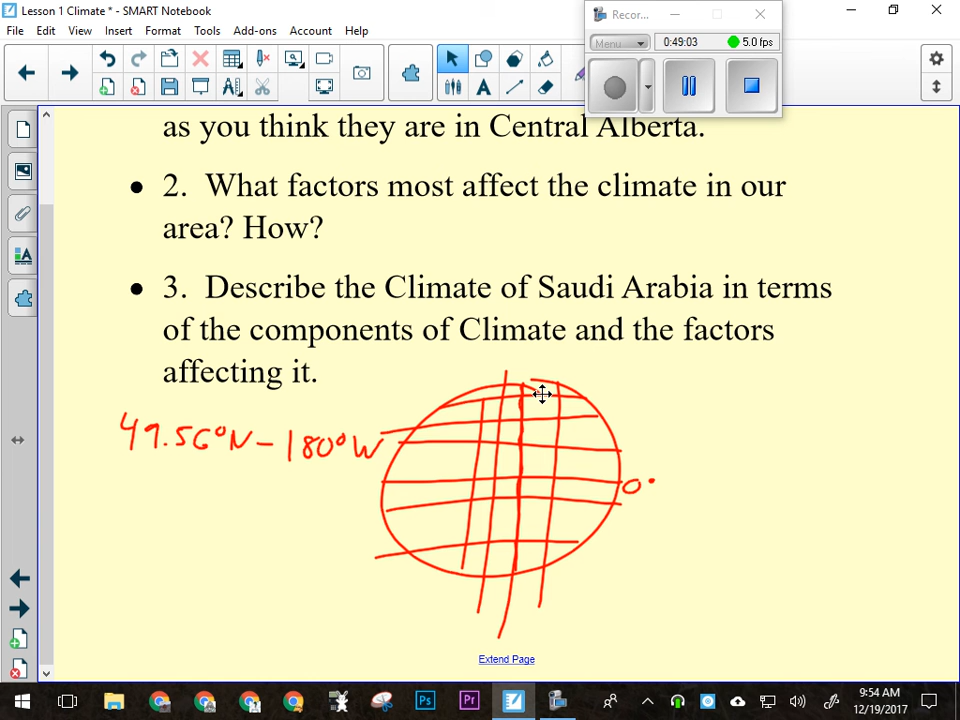 Lesson 1 Climate * - SMART Notebook
File Edit View Insert Format Tools Add-ons Account Help
Recor...
Menu 0:49:03 5.0 fps
as you think they are in Central Alberta.
• 2. What factors most affect the climate in our
area? How?
• 3. Describe the Climate of Saudi Arabia in terms
of the components of Climate and the factors
affecting it.
49.56°N - 180°W
0°
Extend Page
9:54 AM
12/19/2017